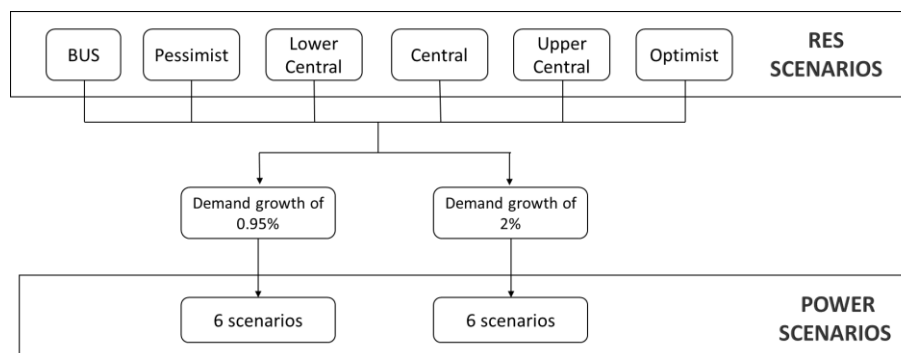 BUS
Pessimist
Lower
Central
Central
Upper
Central
Optimist
RES
SCENARIOS
Demand growth of
0.95%
Demand growth of
2%
6 scenarios
6 scenarios
POWER
SCENARIOS